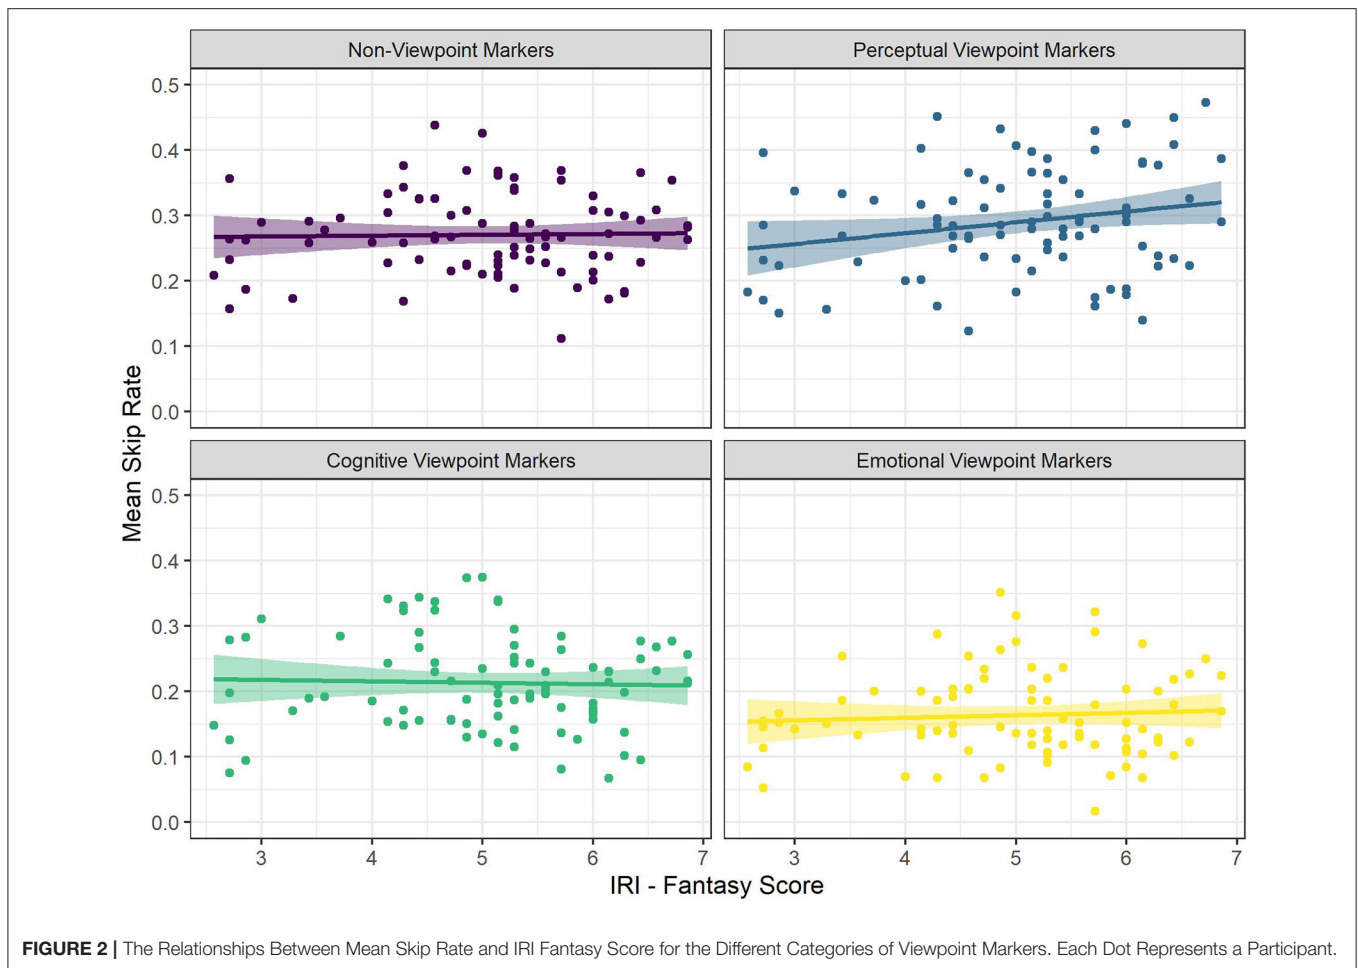 Non-Viewpoint Markers
Perceptual Viewpoint Markers
0.5
0.4
0.3
0.2
0.1
0.0
Cognitive Viewpoint Markers
Emotional Viewpoint Markers
0.5
0.4
0.3
0.2
0.1
0.0
Mean Skip Rate
3 4 5 6 7
3 4 5 6 7
IRI - Fantasy Score
FIGURE 2 | The Relationships Between Mean Skip Rate and IRI Fantasy Score for the Different Categories of Viewpoint Markers. Each Dot Represents a Participant.